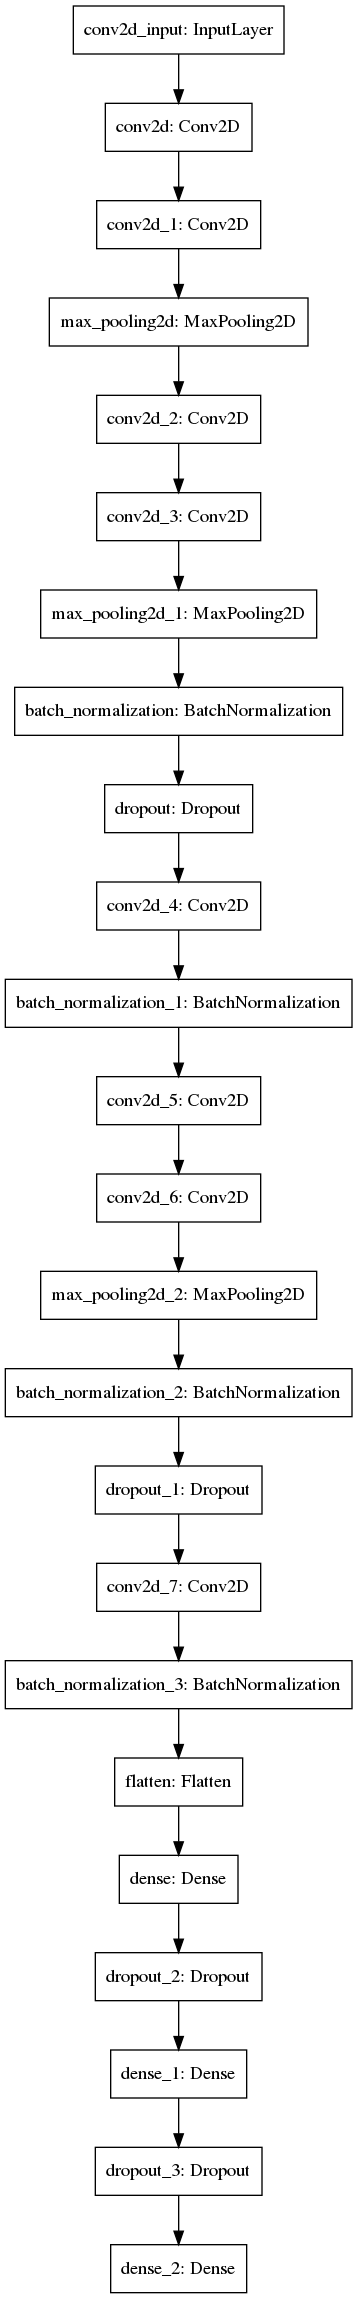 conv2d_input: InputLayer
conv2d: Conv2D
conv2d_1: Conv2D
max_pooling2d: MaxPooling2D
conv2d_2: Conv2D
conv2d_3: Conv2D
max_pooling2d_1: MaxPooling2D
batch_normalization: BatchNormalization
dropout: Dropout
conv2d_4: Conv2D
batch_normalization_1: BatchNormalization
conv2d_5: Conv2D
conv2d_6: Conv2D
max_pooling2d_2: MaxPooling2D
batch_normalization_2: BatchNormalization
dropout_1: Dropout
conv2d_7: Conv2D
batch_normalization_3: BatchNormalization
flatten: Flatten
dense: Dense
dropout_2: Dropout
dense_1: Dense
dropout_3: Dropout
dense_2: Dense